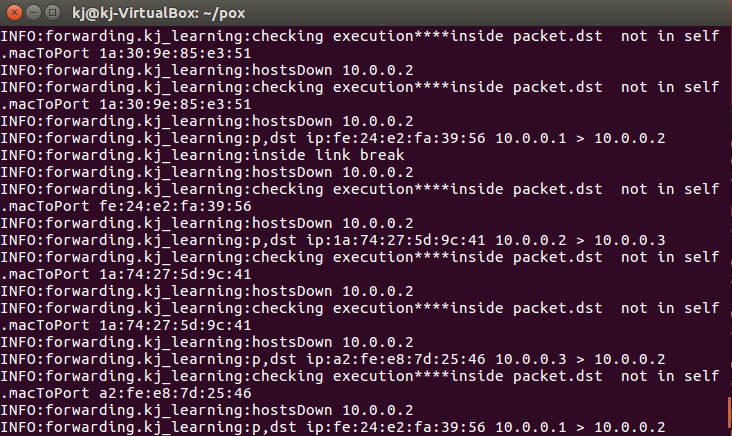 kj@kj-VirtualBox: ~/pox
INFO:forwarding.kj_learning:checking execution****inside packet.dst  not in self
.macToPort 1a:30:9e:85:e3:51
INFO:forwarding.kj_learning:hostsDown 10.0.0.2
INFO:forwarding.kj_learning:checking execution****inside packet.dst  not in self
.macToPort 1a:30:9e:85:e3:51
INFO:forwarding.kj_learning:hostsDown 10.0.0.2
INFO:forwarding.kj_learning:p,dst ip:fe:24:e2:fa:39:56 10.0.0.1 > 10.0.0.2
INFO:forwarding.kj_learning:inside link break
INFO:forwarding.kj_learning:hostsDown 10.0.0.2
INFO:forwarding.kj_learning:checking execution****inside packet.dst  not in self
.macToPort fe:24:e2:fa:39:56
INFO:forwarding.kj_learning:hostsDown 10.0.0.2
INFO:forwarding.kj_learning:p,dst ip:1a:74:27:5d:9c:41 10.0.0.2 > 10.0.0.3
INFO:forwarding.kj_learning:checking execution****inside packet.dst  not in self
.macToPort 1a:74:27:5d:9c:41
INFO:forwarding.kj_learning:hostsDown 10.0.0.2
INFO:forwarding.kj_learning:checking execution****inside packet.dst  not in self
.macToPort 1a:74:27:5d:9c:41
INFO:forwarding.kj_learning:hostsDown 10.0.0.2
INFO:forwarding.kj_learning:p,dst ip:a2:fe:e8:7d:25:46 10.0.0.3 > 10.0.0.2
INFO:forwarding.kj_learning:checking execution****inside packet.dst  not in self
.macToPort a2:fe:e8:7d:25:46
INFO:forwarding.kj_learning:hostsDown 10.0.0.2
INFO:forwarding.kj_learning:p,dst ip:fe:24:e2:fa:39:56 10.0.0.1 > 10.0.0.2